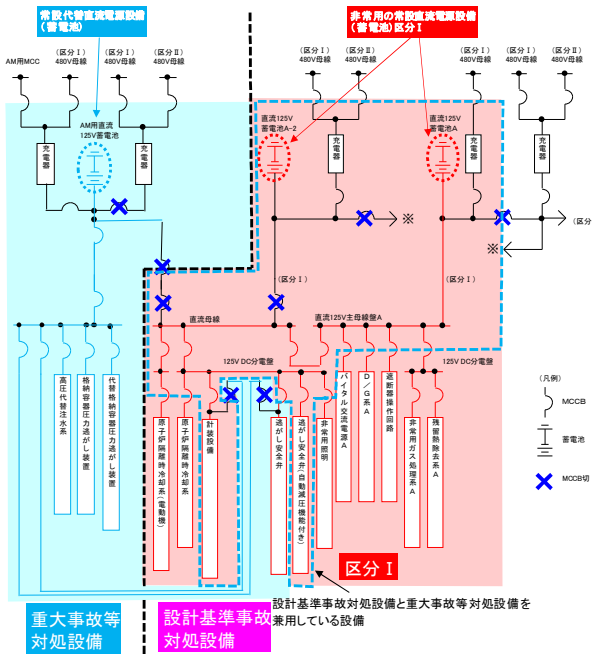 常設代替直流電源設備
(蓄電池)
非常用の常設直流電源設備
(蓄電池)区分Ⅰ
AM用MCC
(区分Ⅰ)
480V母線
(区分Ⅰ)
480V母線
(区分Ⅱ)
480V母線
(区分Ⅰ)
480V母線
(区分Ⅱ)
480V母線
(区分Ⅰ)
480V母線
(区分Ⅰ)
480V母線
(区分Ⅱ)
480V母線
AM用直流
125V蓄電池
直流125V
蓄電池A-2
直流125V
蓄電池A
充電器
充電器
充電器
充電器
充電器
※
(区分
※
(区分Ⅰ)
(区分Ⅰ)
直流母線
直流125V主母線盤A
125V DC分電盤
125V DC分電盤
高圧代替注水系
格納容器圧力逃がし装置
代替格納容器圧力逃がし装置
原子炉隔離時冷却系(電動機)
原子炉隔離時冷却系
計装設備
逃がし安全弁
逃がし安全弁(自動減圧機能付き)
非常用照明
バイタル交流電源A
D/G系A
遮断器操作回路
非常用ガス処理系A
残留熱除去系A
(凡例)
MCCB
蓄電池
MCCB切
区分Ⅰ
重大事故等
対処設備
設計基準事故
対処設備
設計基準事故対処設備と重大事故等対処設備を
兼用している設備